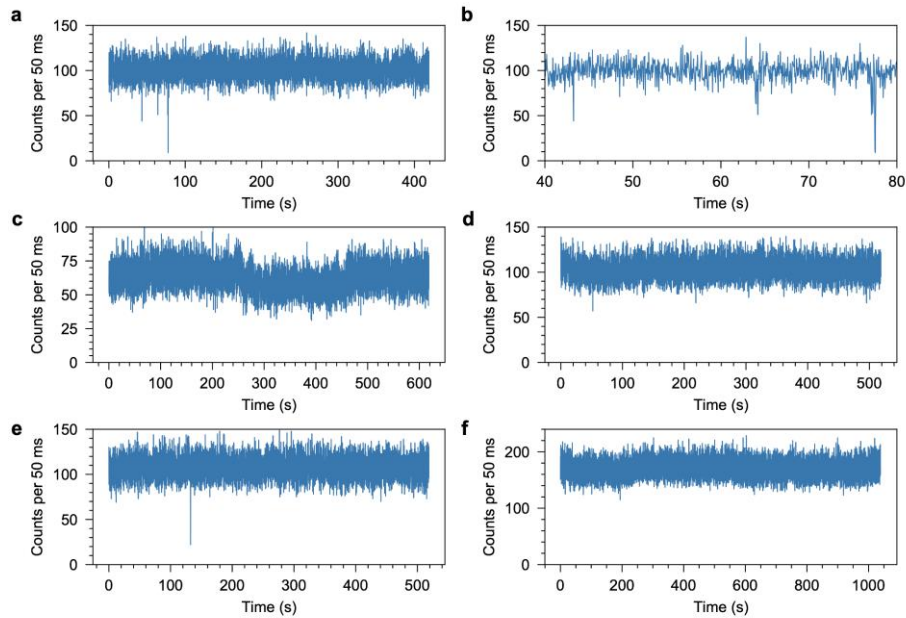 a
150
100
50
0
Counts per 50 ms
0 100 200 300 400
Time (s)
b
150
100
50
0
Counts per 50 ms
40 50 60 70 80
Time (s)
c
100
75
50
25
0
Counts per 50 ms
0 100 200 300 400 500 600
Time (s)
d
150
100
50
0
Counts per 50 ms
0 100 200 300 400 500
Time (s)
e
150
100
50
0
Counts per 50 ms
0 100 200 300 400 500
Time (s)
f
200
100
0
Counts per 50 ms
0 200 400 600 800 1000
Time (s)